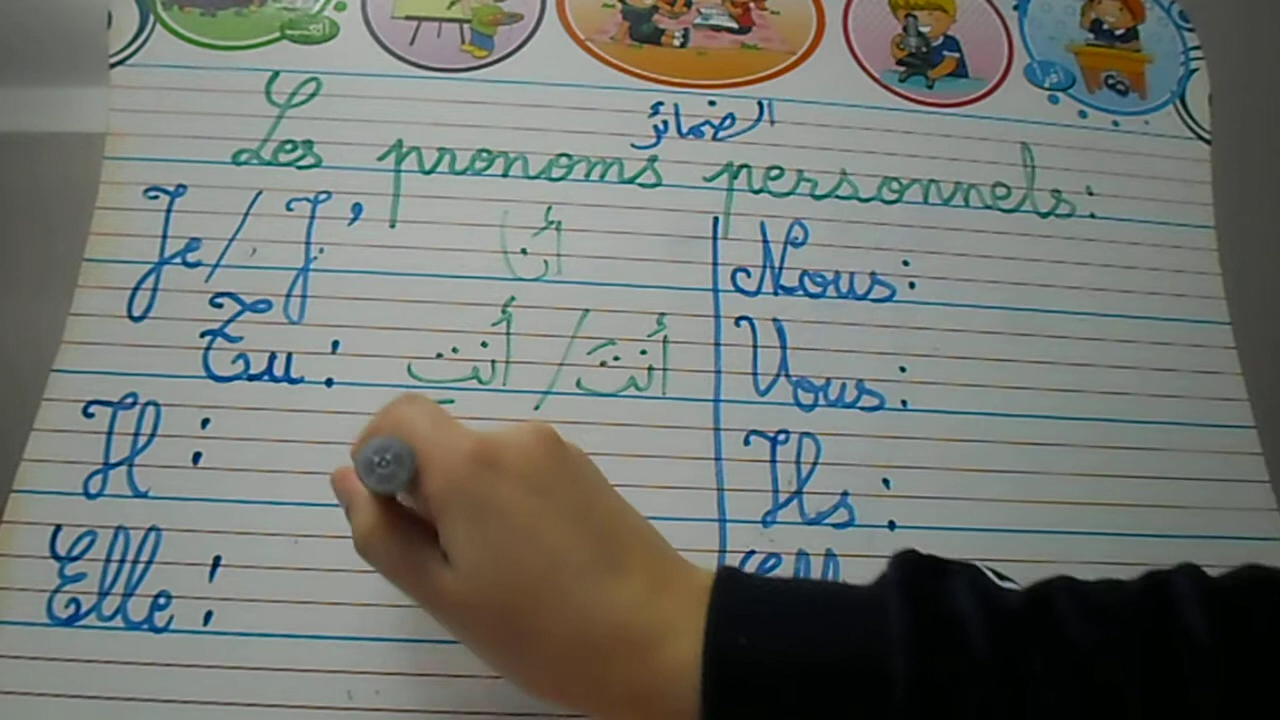 الضمائر
Les pronoms personnels:
Je/J' أنا
Tu: أنتَ / أنتِ
Il :
Elle :
Nous:
Vous:
Ils: